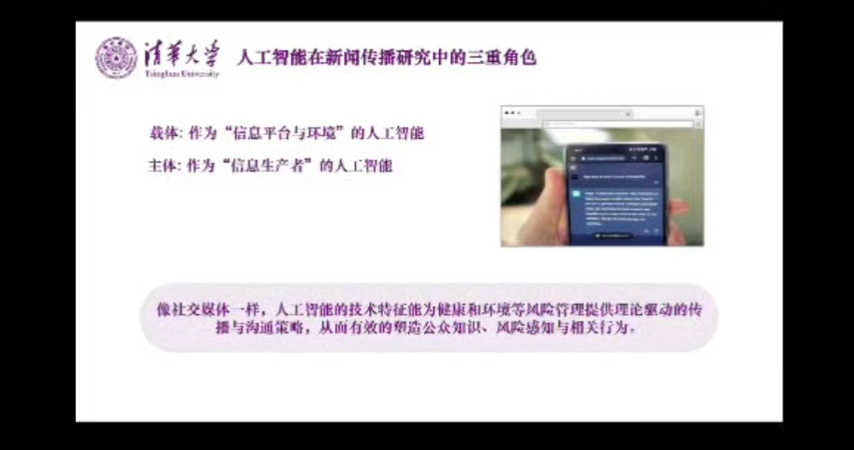 清華大学
Tsinghua University
人工智能在新闻传播研究中的三重角色
载体: 作为“信息平台与环境”的人工智能
主体: 作为“信息生产者”的人工智能
像社交媒体一样，人工智能的技术特征能为健康和环境等风险管理提供理论驱动的传
播与沟通策略，从而有效的塑造公众知识、风险感知与相关行为。